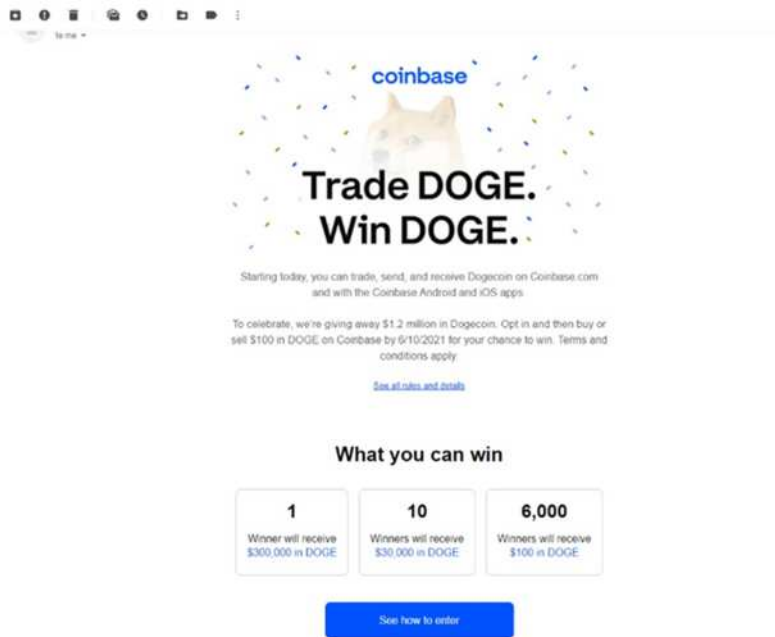 to me
coinbase
Trade DOGE.
Win DOGE.
Starting today, you can trade, send, and receive Dogecoin on Coinbase.com
and with the Coinbase Android and iOS apps
To celebrate, we're giving away $1.2 million in Dogecoin. Opt in and then buy or
sell $100 in DOGE on Coinbase by 6/10/2021 for your chance to win. Terms and
conditions apply
See all rules and details
What you can win
1
Winner will receive
$300,000 in DOGE
10
Winners will receive
$30,000 in DOGE
6,000
Winners will receive
$100 in DOGE
See how to enter